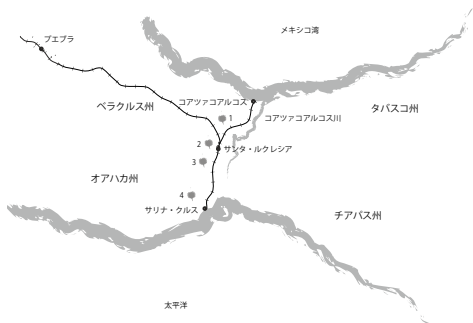 メキシコ湾
プエブラ
ベラクルス州
コアツァコアルコス
タバスコ州
1
コアツァコアルコス川
2
サンタ・ルクレシア
3
オアハカ州
4
サリナ・クルス
チアパス州
太平洋